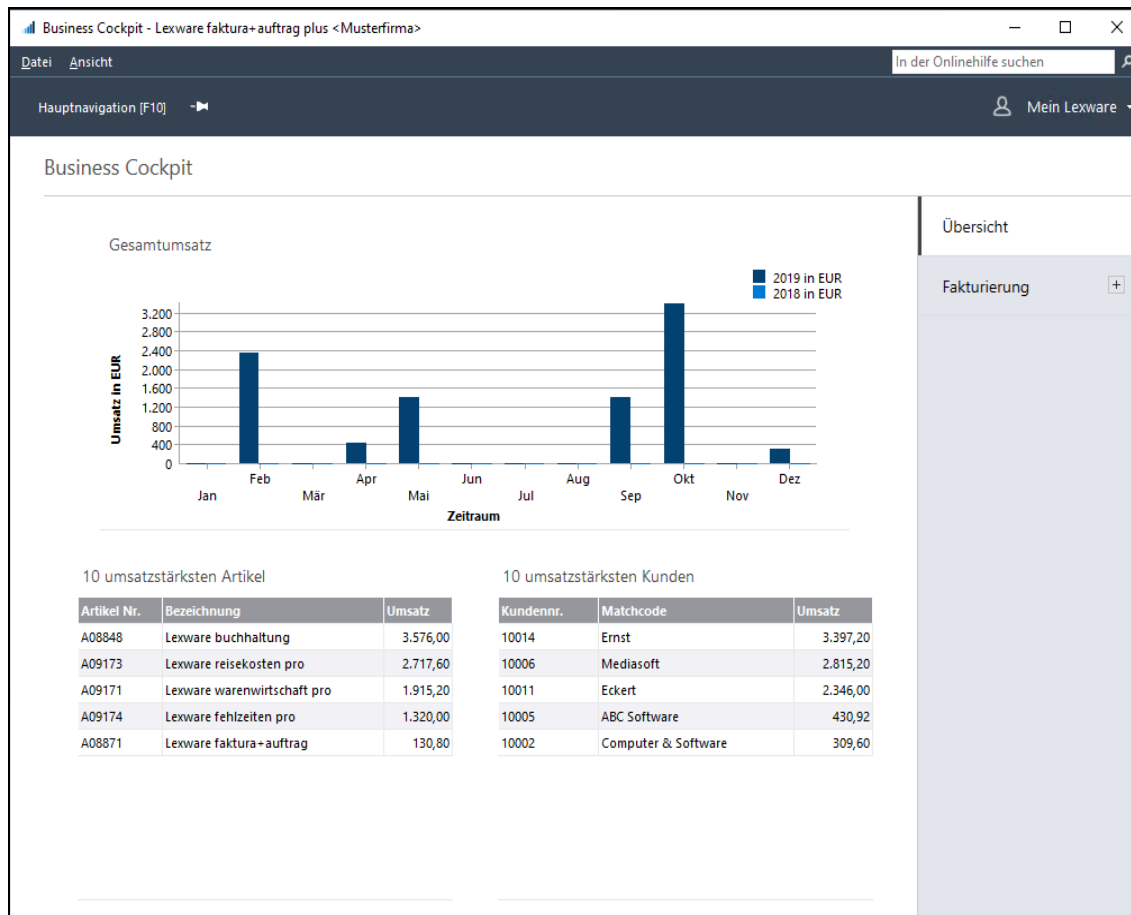 Business Cockpit - Lexware faktura+auftrag plus <Musterfirma>
Datei Ansicht
In der Onlinehilfe suchen
Hauptnavigation [F10]
Mein Lexware
Business Cockpit
Übersicht
Fakturierung
Gesamtumsatz
2019 in EUR
2018 in EUR
Umsatz in EUR
3.200
2.800
2.400
2.000
1.600
1.200
800
400
0
Jan Feb Mär Apr Mai Jun Jul Aug Sep Okt Nov Dez
Zeitraum
10 umsatzstärksten Artikel
Artikel Nr. Bezeichnung Umsatz
A08848 Lexware buchhaltung 3.576,00
A09173 Lexware reisekosten pro 2.717,60
A09171 Lexware warenwirtschaft pro 1.915,20
A09174 Lexware fehlzeiten pro 1.320,00
A08871 Lexware faktura+auftrag 130,80
10 umsatzstärksten Kunden
Kundennr. Matchcode Umsatz
10014 Ernst 3.397,20
10006 Mediasoft 2.815,20
10011 Eckert 2.346,00
10005 ABC Software 430,92
10002 Computer & Software 309,60